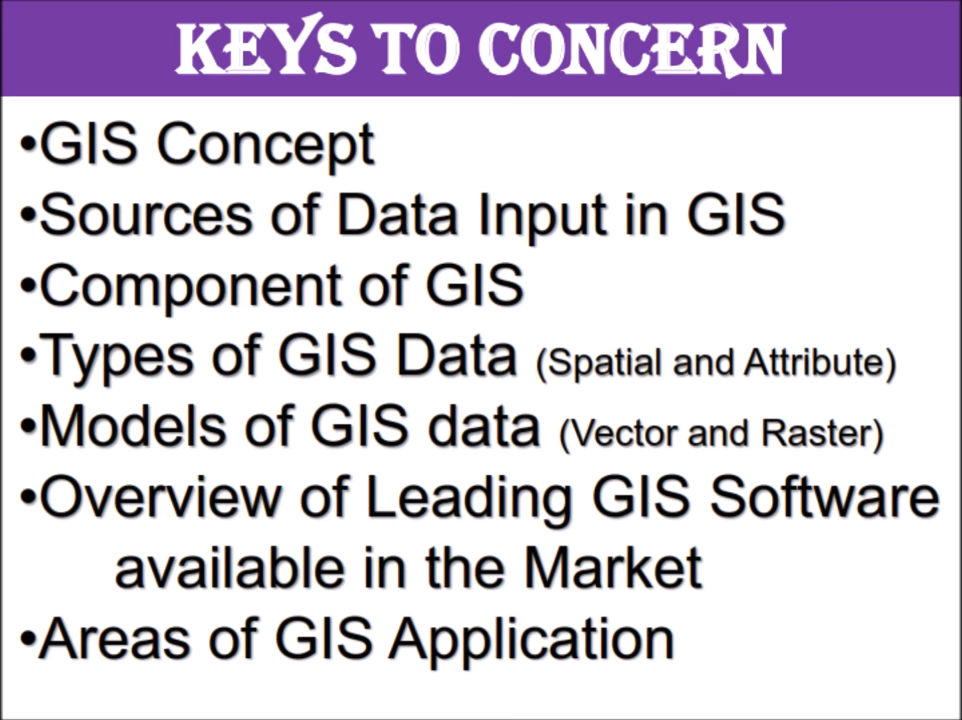 KEYS TO CONCERN
•GIS Concept
•Sources of Data Input in GIS
•Component of GIS
•Types of GIS Data (Spatial and Attribute)
•Models of GIS data (Vector and Raster)
•Overview of Leading GIS Software
available in the Market
•Areas of GIS Application